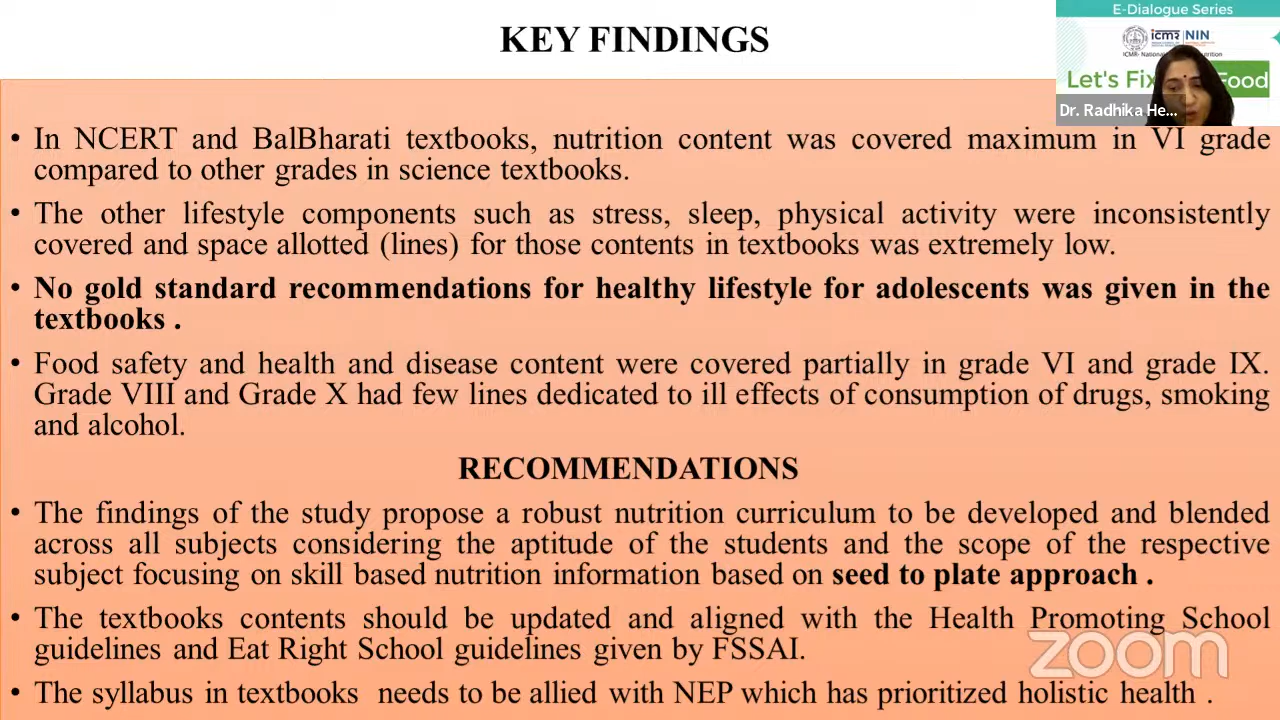 E-Dialogue Series
KEY FINDINGS
icmr NIN
Let's Fix
Food
Dr. Radhika He...
• In NCERT and BalBharati textbooks, nutrition content was covered maximum in VI grade
compared to other grades in science textbooks.
• The other lifestyle components such as stress, sleep, physical activity were inconsistently
covered and space allotted (lines) for those contents in textbooks was extremely low.
• No gold standard recommendations for healthy lifestyle for adolescents was given in the
textbooks .
• Food safety and health and disease content were covered partially in grade VI and grade IX.
Grade VIII and Grade X had few lines dedicated to ill effects of consumption of drugs, smoking
and alcohol.
RECOMMENDATIONS
• The findings of the study propose a robust nutrition curriculum to be developed and blended
across all subjects considering the aptitude of the students and the scope of the respective
subject focusing on skill based nutrition information based on seed to plate approach .
• The textbooks contents should be updated and aligned with the Health Promoting School
guidelines and Eat Right School guidelines given by FSSAI.
• The syllabus in textbooks needs to be allied with NEP which has prioritized holistic health .
zoom